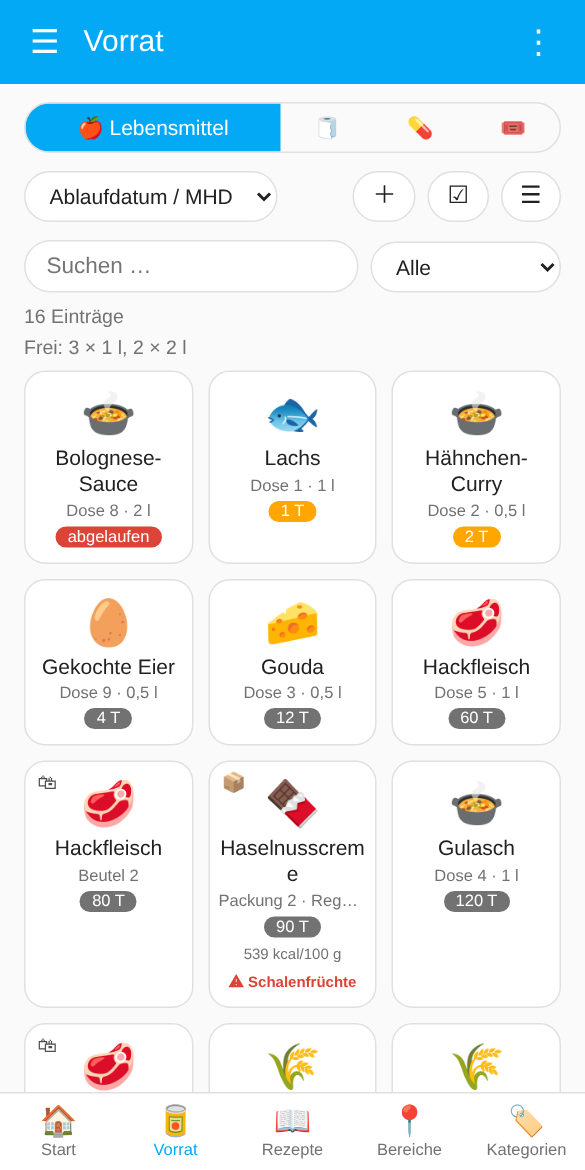 Vorrat
Lebensmittel
Ablaufdatum / MHD
Suchen …
Alle
16 Einträge
Frei: 3 × 1 l, 2 × 2 l
Bolognese-
Sauce
Dose 8 · 2 l
abgelaufen
Lachs
Dose 1 · 1 l
1 T
Hähnchen-
Curry
Dose 2 · 0,5 l
2 T
Gekochte Eier
Dose 9 · 0,5 l
4 T
Gouda
Dose 3 · 0,5 l
12 T
Hackfleisch
Dose 5 · 1 l
60 T
Hackfleisch
Beutel 2
80 T
Haselnusscrem
e
Packung 2 · Reg…
90 T
539 kcal/100 g
Schalenfrüchte
Gulasch
Dose 4 · 1 l
120 T
Start
Vorrat
Rezepte
Bereiche
Kategorien